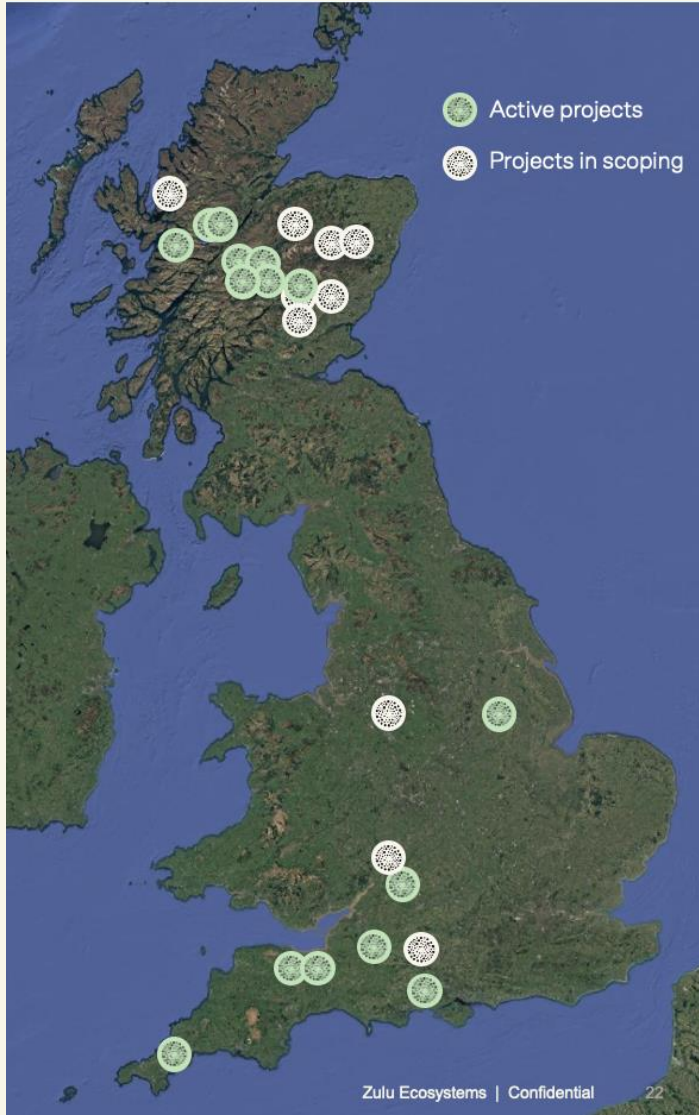 Active projects
Projects in scoping
Zulu Ecosystems | Confidential 22